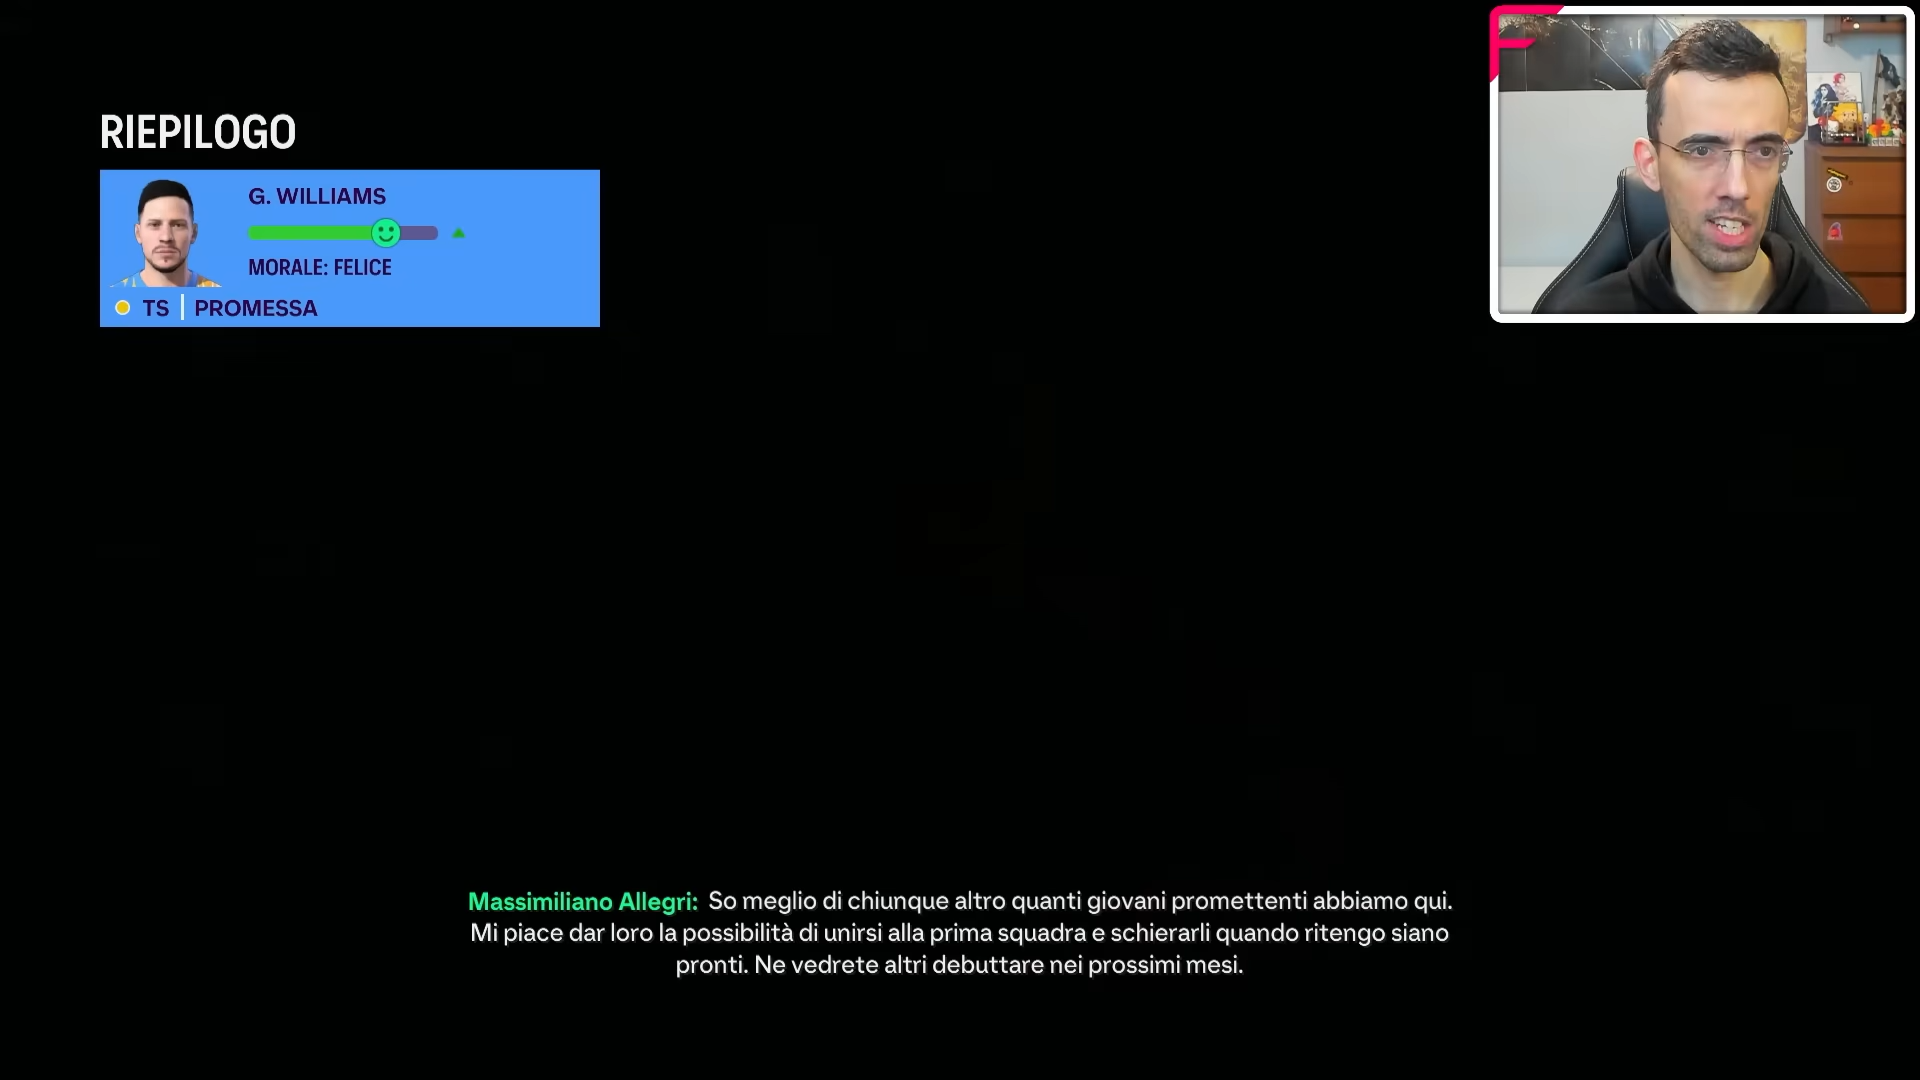 RIEPILOGO
G. WILLIAMS
MORALE: FELICE
TS | PROMESSA
Massimiliano Allegri: So meglio di chiunque altro quanti giovani promettenti abbiamo qui.
Mi piace dar loro la possibilità di unirsi alla prima squadra e schierarli quando ritengo siano
pronti. Ne vedrete altri debuttare nei prossimi mesi.